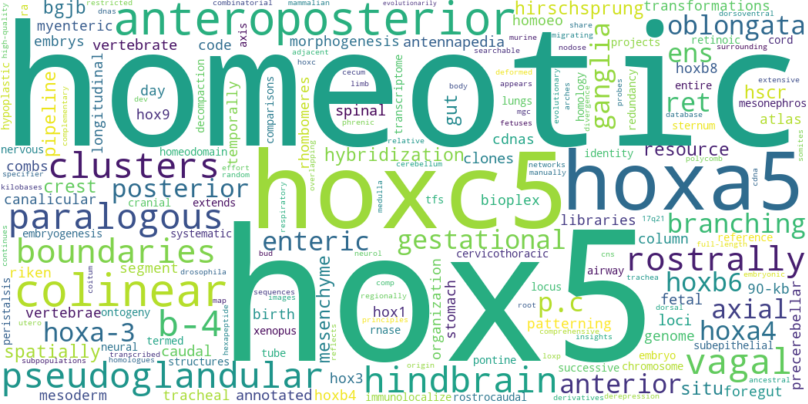 homeotic
hox5
hoxc5
hoxa5
anteroposterior
oblongata
hirschsprung
transformations
bgjb
myenteric
embrys
vertebrate
code
axis
morphogenesis
antennapedia
homoeo
retinoic
cord
projects
murine
share
migrating
nodose
searchable
adjacent
combinatorial
mammalian
evolutionarily
restricted
dnas
hoxc
dorsoventral
surrounding
ra
high-quality
hypoplastic
pipeline
complementary
longitudinal
day
dev
hox9
decompaction
temporally
comparisons
transcriptome
rhombomeres
overlapping
cecum
limb
spinal
phrenic
gut
body
appears
mgc
fetuses
lungs
deformed
arches
divergence
homology
ganglia
probes
redundancy
ens
hoxb8
entire
ret
extensive
database
sternum
hscr
mesonephros
atlas
somites
polycomb
identity
resource
nervous
homeodomain
effort
random
relative
cerebellum
hybridization
clones
cdnas
networks
manually
cdna
combs
specifier
clusters
crest
posterior
canalicular
cranial
extends
kilobases
paralogous
embryogenesis
systematic
respiratory
medulla
tfs
bioplex
libraries
17q21
full-length
branching
reference
embryonic
boundaries
enteric
gestational
column
cervicothoracic
rostrally
continues
riken
segment
coitum
drosophila
map
bud
neurol
cns
airway
trachea
colinear
mesenchyme
regionally
organization
stomach
locus
p.c
hoxb6
90-kb
fetal
dorsal
precerebellar
peristalsis
vertebrae
ontogeny
b-4
birth
sequences
images
comp
hox1
principles
root
patterning
comprehensive
insights
loci
axial
hoxa-3
neural
termed
hexapeptide
xenopus
rnase
genome
hoxa4
spatially
transcribed
homologues
caudal
tube
reflects
pontine
embryo
chromosome
subepithelial
utero
subpopulations
structures
origin
loxp
successive
vagal
pseudoglandular
hox3
hindbrain
anterior
situ
foregut
mesoderm
tracheal
annotated
hoxb4
immunolocalize
rostrocaudal
derivatives
derepression
ancestral